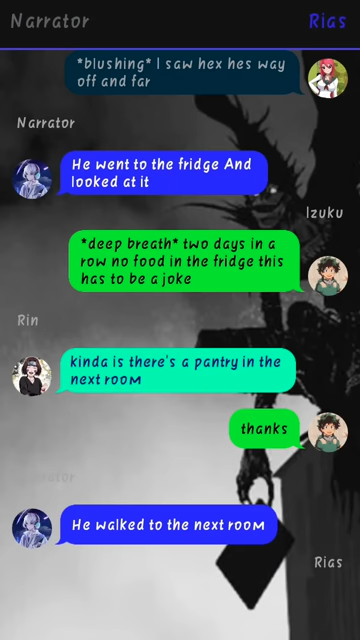 Narrator
Rias
*blushing* I saw hex hes way
off and far
Narrator
He went to the fridge And
looked at it
Izuku
*deep breath* two days in a
row no food in the fridge this
has to be a joke
Rin
kinda is there's a pantry in the
next room
thanks
Narrator
He walked to the next room
Rias